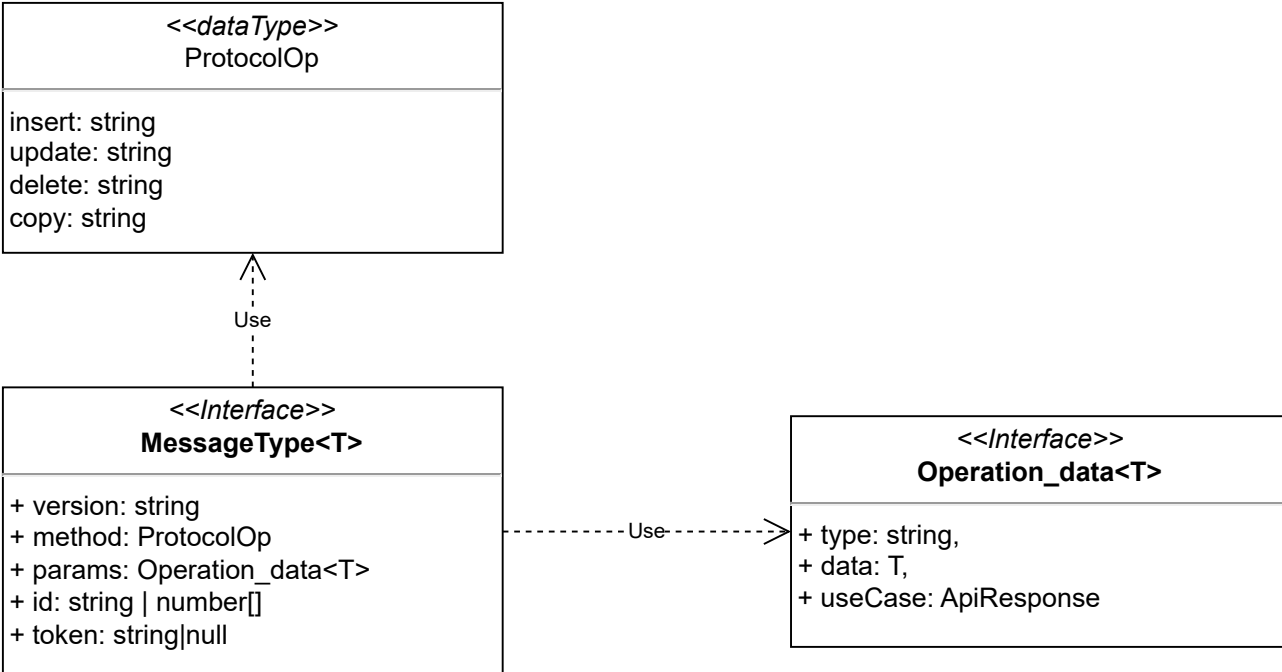 <<dataType>>
ProtocolOp
insert: string
update: string
delete: string
copy: string
Use
<<Interface>>
MessageType<T>
+ version: string
+ method: ProtocolOp
+ params: Operation_data<T>
+ id: string | number[]
+ token: string|null
Use
<<Interface>>
Operation_data<T>
+ type: string,
+ data: T,
+ useCase: ApiResponse